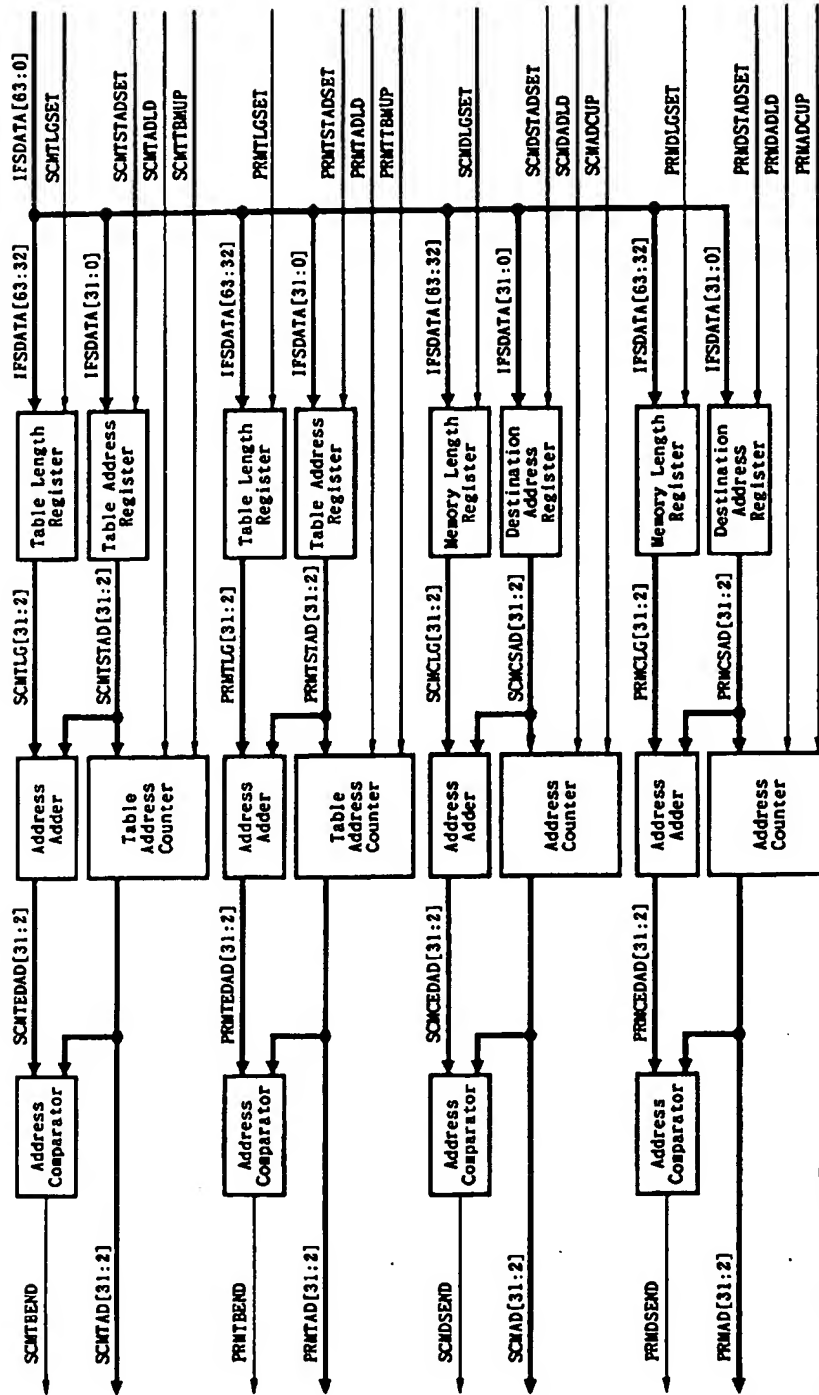 IFSDATA[63:0]
SCMTBEND
SCMTEDAD[31:2]
SCMTLG[31:2]
IFSDATA[63:32]
SCMTLGSET
Address
Comparator
Address
Adder
Table Length
Register
SCMTAD[31:2]
SCMTSTAD[31:2]
IFSDATA[31:0]
SCMTSTADSET
Table
Address
Counter
Table Address
Register
SCMTADLD
SCMTTBMUP
PRMTBEND
PRMTEDAD[31:2]
PRMTLG[31:2]
IFSDATA[63:32]
PRMTLGSET
Address
Comparator
Address
Adder
Table Length
Register
PRMTAD[31:2]
PRMTSTAD[31:2]
IFSDATA[31:0]
PRMTSTADSET
Table
Address
Counter
Table Address
Register
PRMTADLD
PRMTTBMUP
SCMDSEND
SCMCEDAD[31:2]
SCMCLG[31:2]
IFSDATA[63:32]
SCMDLGSET
Address
Comparator
Address
Adder
Memory Length
Register
SCMAD[31:2]
SCMCSAD[31:2]
IFSDATA[31:0]
SCMDSTADSET
Address
Counter
Destination
Address
Register
SCMDADLD
SCMADCUP
PRMDSEND
PRMCEDAD[31:2]
PRMCLG[31:2]
IFSDATA[63:32]
PRMDLGSET
Address
Comparator
Address
Adder
Memory Length
Register
PRMAD[31:2]
PRMCSAD[31:2]
IFSDATA[31:0]
PRMDSTADSET
Address
Counter
Destination
Address
Register
PRMDADLD
PRMADCUP